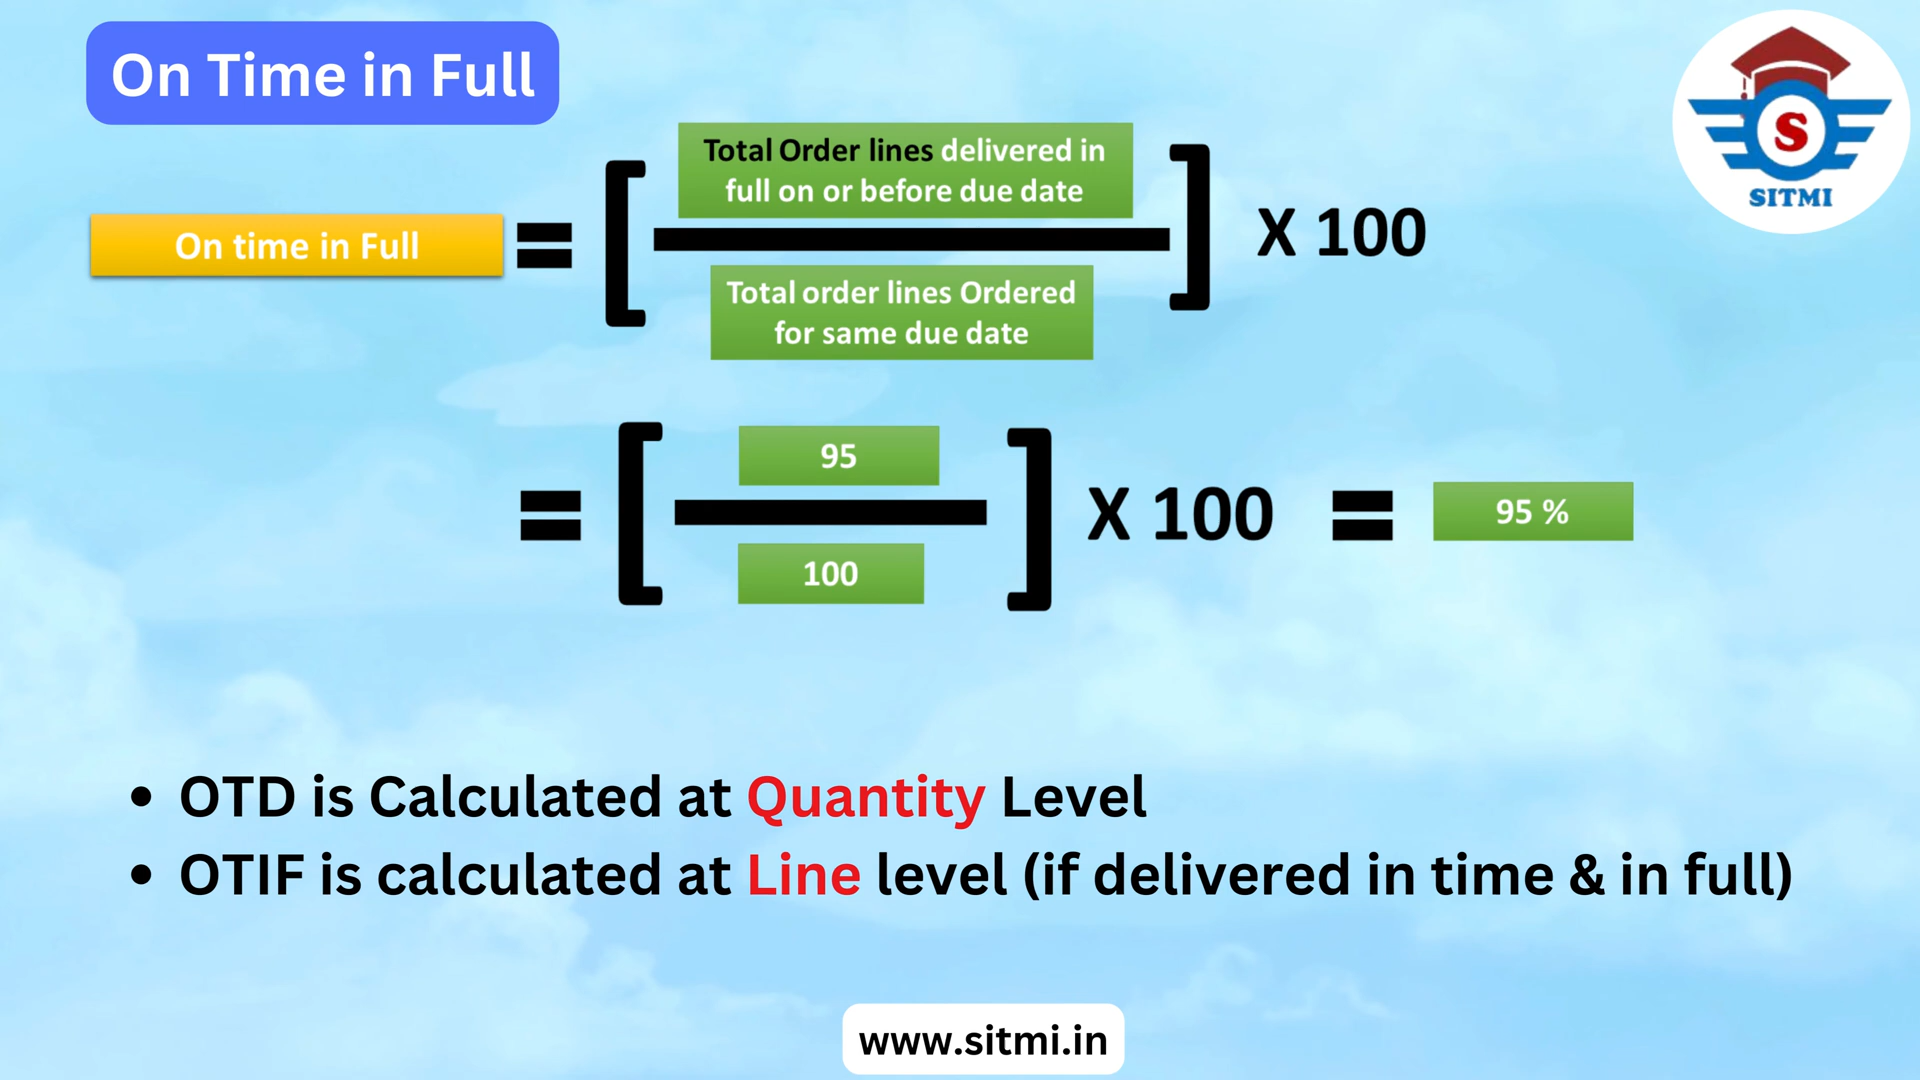 On Time in Full
S
SITMI
On time in Full = [ Total Order lines delivered in
full on or before due date
Total order lines Ordered
for same due date ] X 100
= [ 95
100 ] X 100 = 95 %
• OTD is Calculated at Quantity Level
• OTIF is calculated at Line level (if delivered in time & in full)
www.sitmi.in